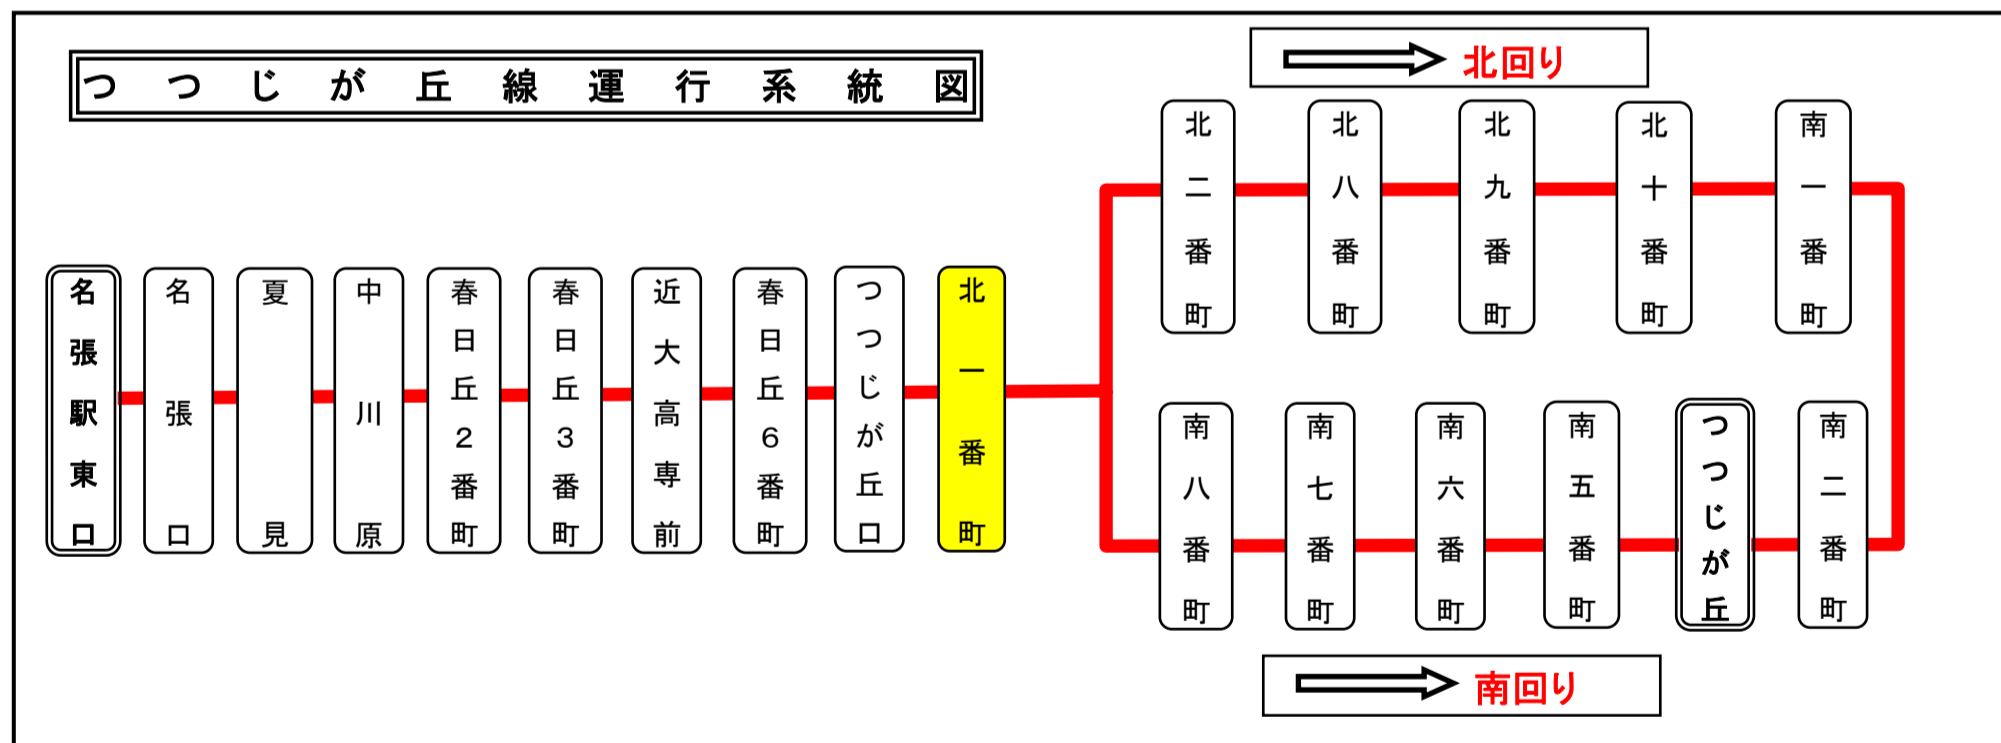 つつじが丘線運行系統図
北回り
北二番町
北八番町
北九番町
北十番町
南一番町
名張駅東口
名張口
夏見
中川原
春日丘2番町
春日丘3番町
近大高専前
春日丘6番町
つつじが丘口
北一番町
南八番町
南七番町
南六番町
南五番町
つつじが丘
南二番町
南回り